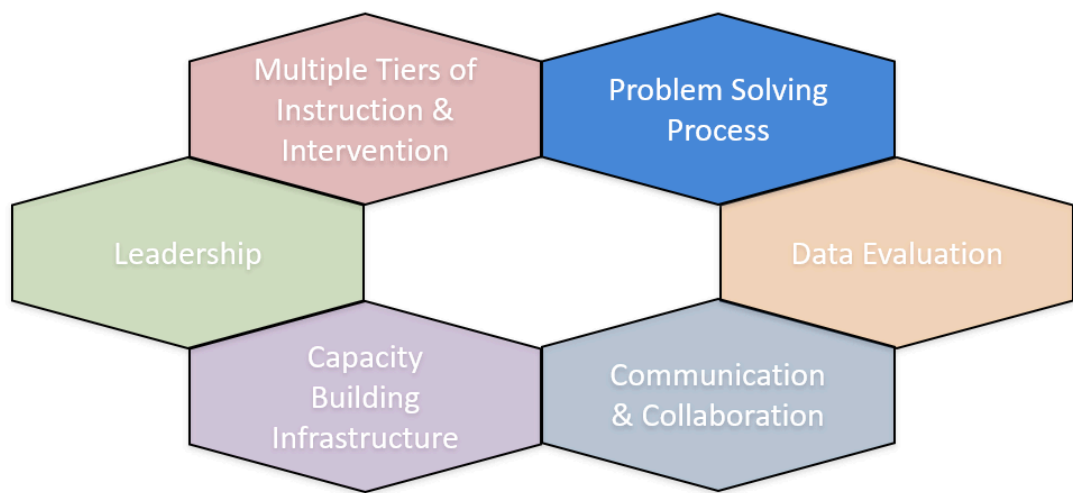 Multiple Tiers of
Instruction &
Intervention
Problem Solving
Process
Leadership
Data Evaluation
Capacity
Building
Infrastructure
Communication
& Collaboration